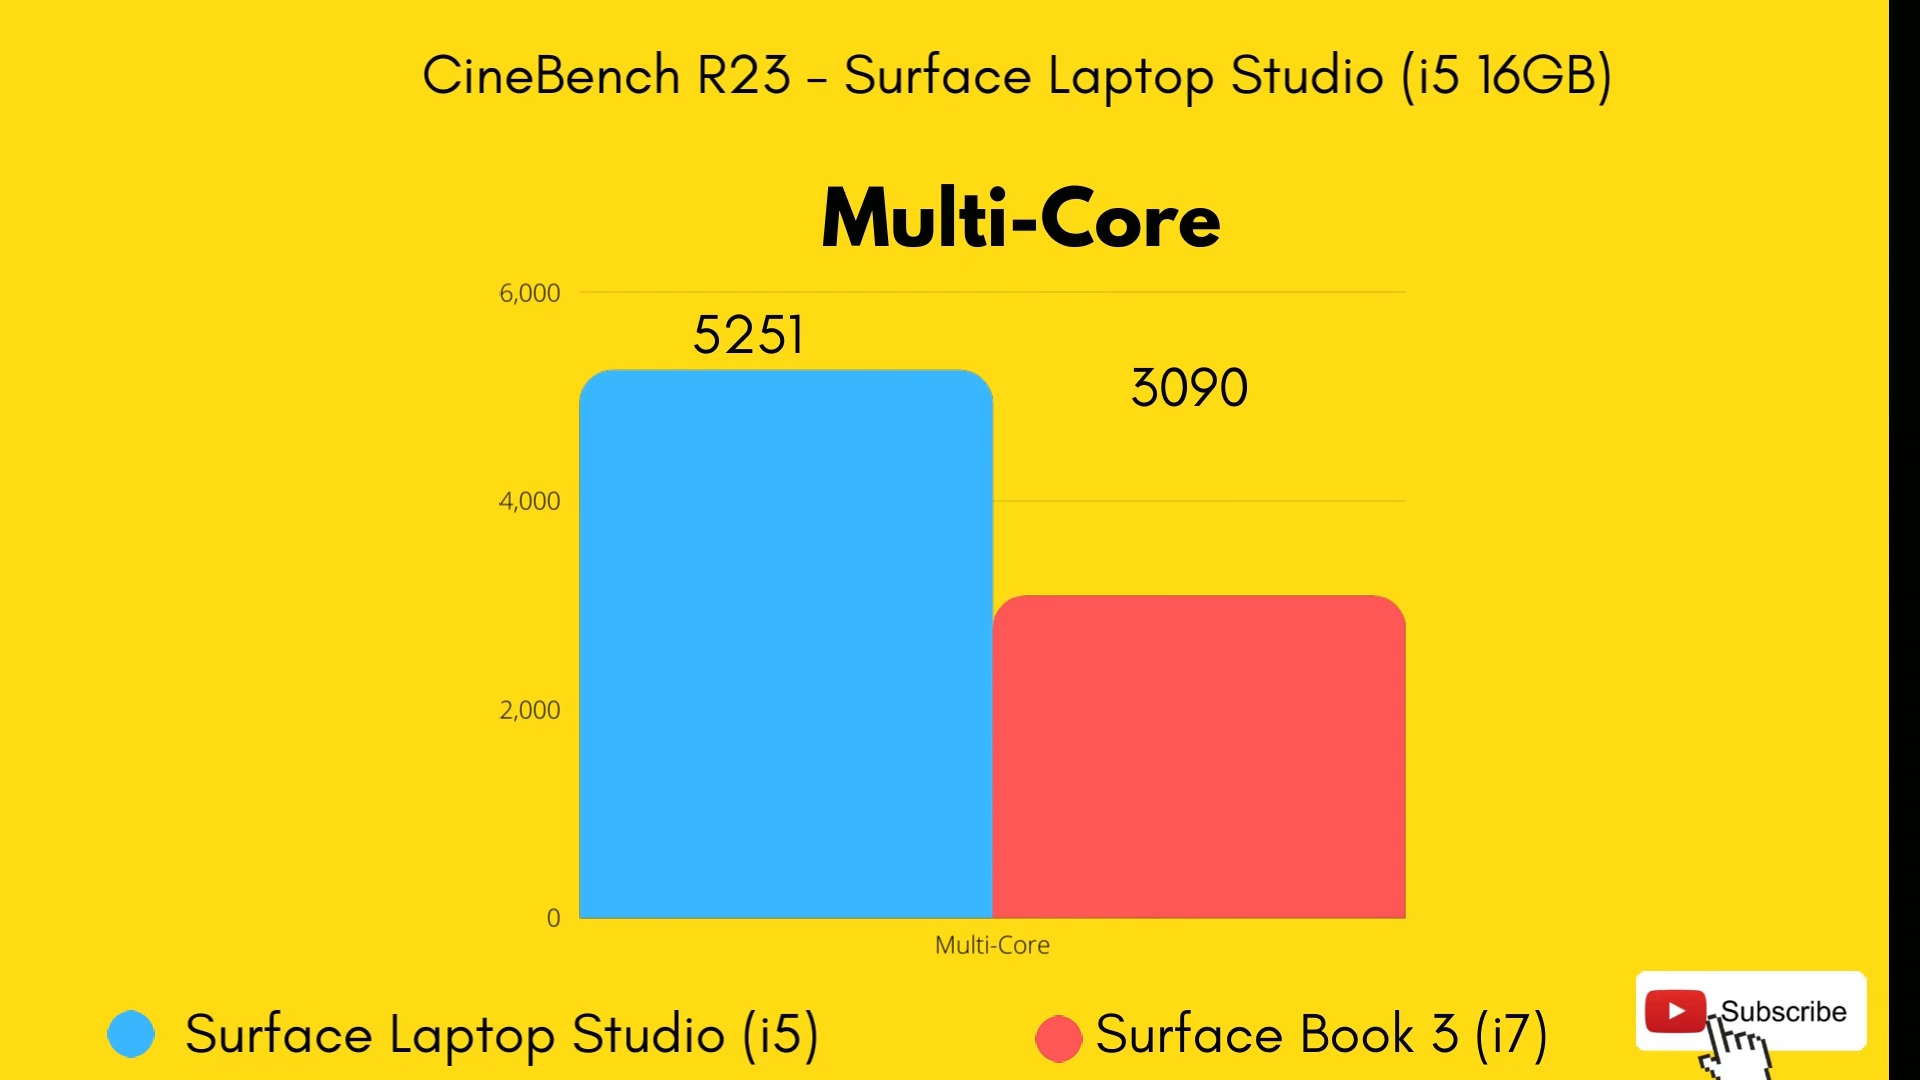 CineBench R23 - Surface Laptop Studio (i5 16GB)
Multi-Core
6,000
5251
3090
4,000
2,000
0
Multi-Core
Surface Laptop Studio (i5)
Surface Book 3 (i7)
Subscribe